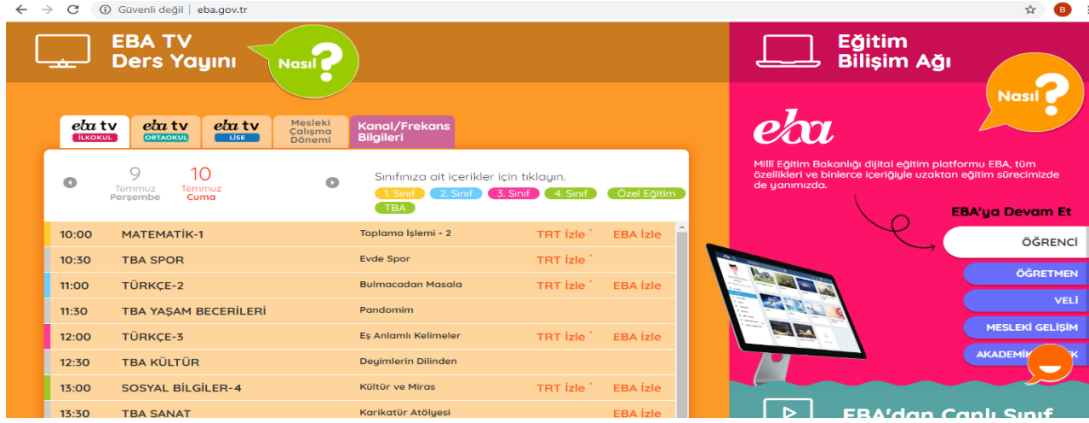 Güvenli değil | eba.gov.tr
B
EBA TV
Ders Yayını
Nasıl ?
eba tv
İLKOKUL
eba tv
ORTAOKUL
eba tv
LİSE
Mesleki
Çalışma
Dönemi
Kanal/Frekans
Bilgileri
9
Temmuz
Perşembe
10
Temmuz
Cuma
Sınıfınıza ait içerikler için tıklayın.
1. Sınıf 2. Sınıf 3. Sınıf 4. Sınıf Özel Eğitim
TBA
10:00 MATEMATİK-1 Toplama İşlemi - 2 TRT İzle * EBA İzle
10:30 TBA SPOR Evde Spor TRT İzle *
11:00 TÜRKÇE-2 Bulmacadan Masala TRT İzle * EBA İzle
11:30 TBA YAŞAM BECERİLERİ Pandomim
12:00 TÜRKÇE-3 Eş Anlamlı Kelimeler TRT İzle * EBA İzle
12:30 TBA KÜLTÜR Deyimlerin Dilinden
13:00 SOSYAL BİLGİLER-4 Kültür ve Miras TRT İzle * EBA İzle
13:30 TBA SANAT Karikatür Atölyesi EBA İzle
Eğitim
Bilişim Ağı
Nasıl ?
eba
Millî Eğitim Bakanlığı dijital eğitim platformu EBA, tüm
özellikleri ve binlerce içeriğiyle uzaktan eğitim sürecimizde
de yanımızda.
EBA'ya Devam Et
ÖĞRENCİ
ÖĞRETMEN
VELİ
MESLEKİ GELİŞİM
EBA'dan Canlı Sınıf